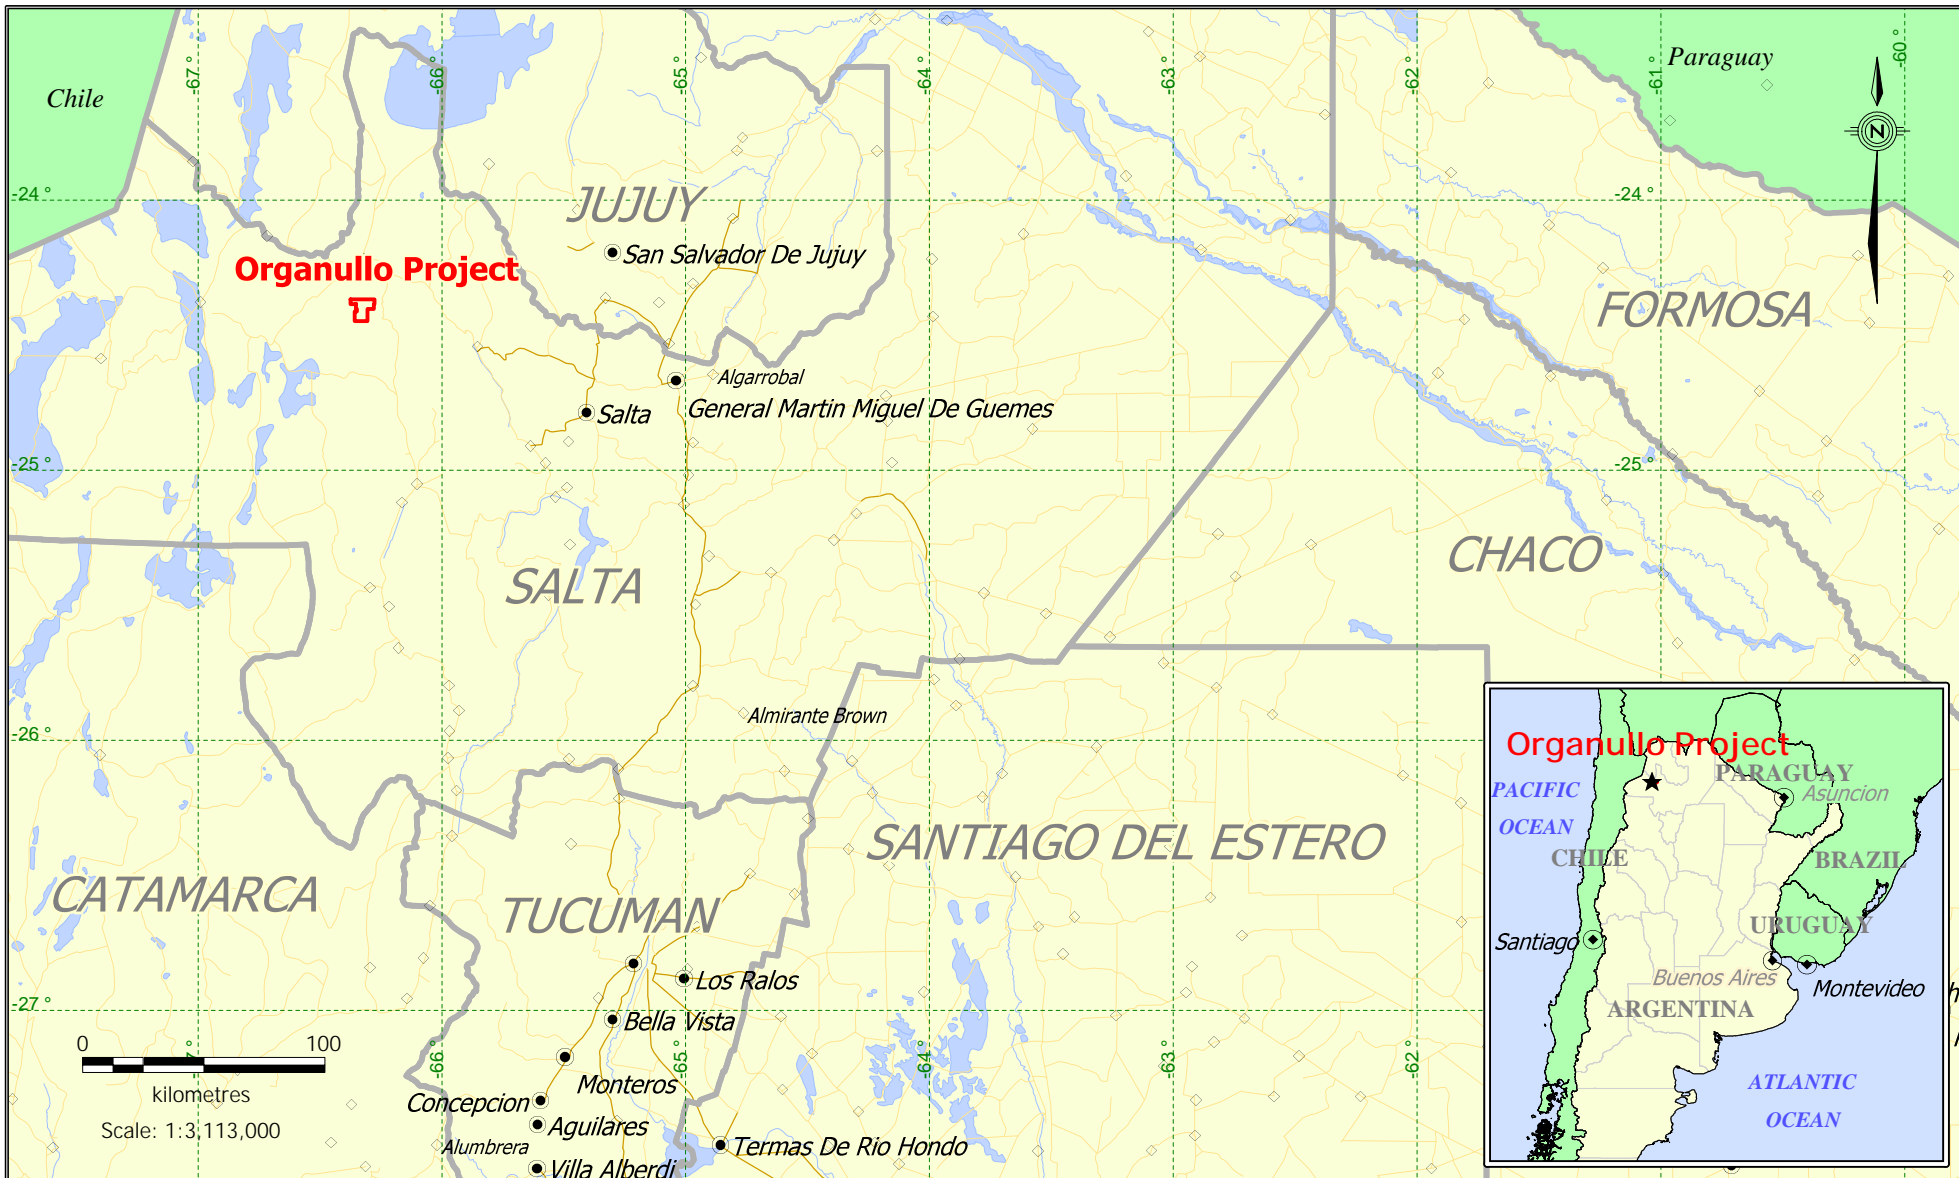 -67 °
-66 °
-65 °
-64 °
-63 °
-62 °
-61 °
-60 °
Chile
Paraguay
N
-24 °
-24 °
JUJUY
San Salvador De Jujuy
Organullo Project
FORMOSA
Algarrobal
General Martin Miguel De Guemes
Salta
-25 °
-25 °
CHACO
SALTA
Almirante Brown
-26 °
SANTIAGO DEL ESTERO
CATAMARCA
TUCUMAN
Los Ralos
-27 °
Bella Vista
Monteros
Concepcion
Aguilares
Alumbrera
Villa Alberdi
Termas De Rio Hondo
7 °
-66 °
-65 °
-64 °
-63 °
-62 °
0 100
kilometres
Scale: 1:3,113,000
Organullo Project
PARAGUAY
Asuncion
PACIFIC
OCEAN
CHILE
BRAZIL
URUGUAY
Santiago
Buenos Aires
Montevideo
ARGENTINA
ATLANTIC
OCEAN